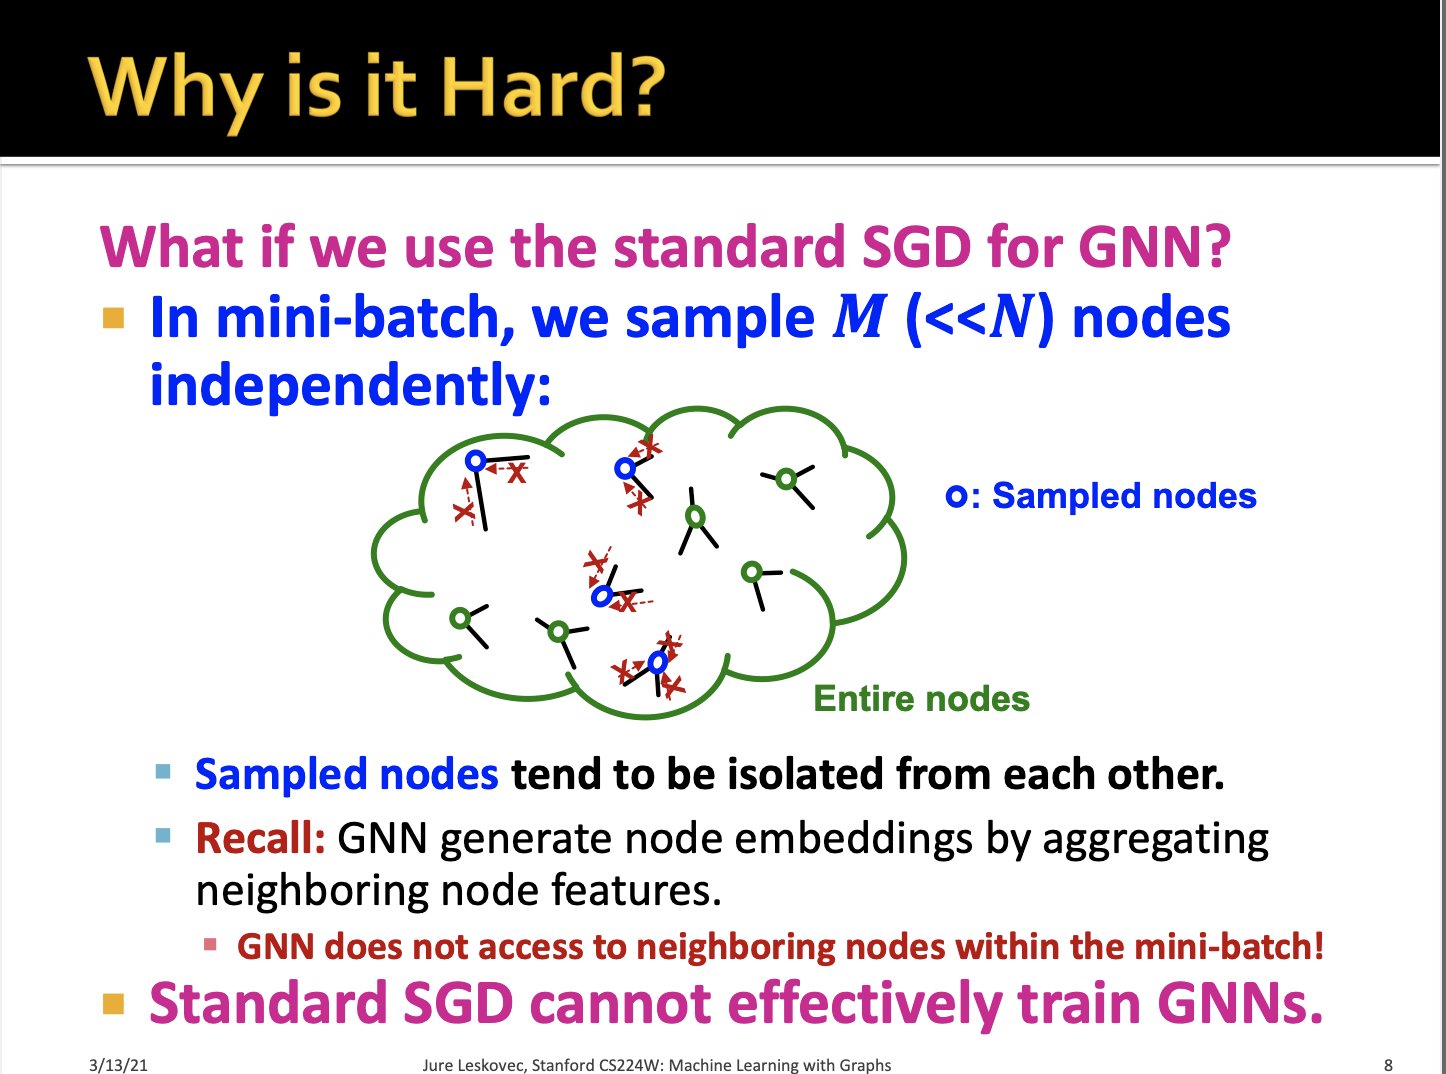 Why is it Hard?
What if we use the standard SGD for GNN?
In mini-batch, we sample M (<<N) nodes
independently:
: Sampled nodes
Entire nodes
Sampled nodes tend to be isolated from each other.
Recall: GNN generate node embeddings by aggregating
neighboring node features.
GNN does not access to neighboring nodes within the mini-batch!
Standard SGD cannot effectively train GNNs.
3/13/21
Jure Leskovec, Stanford CS224W: Machine Learning with Graphs
8